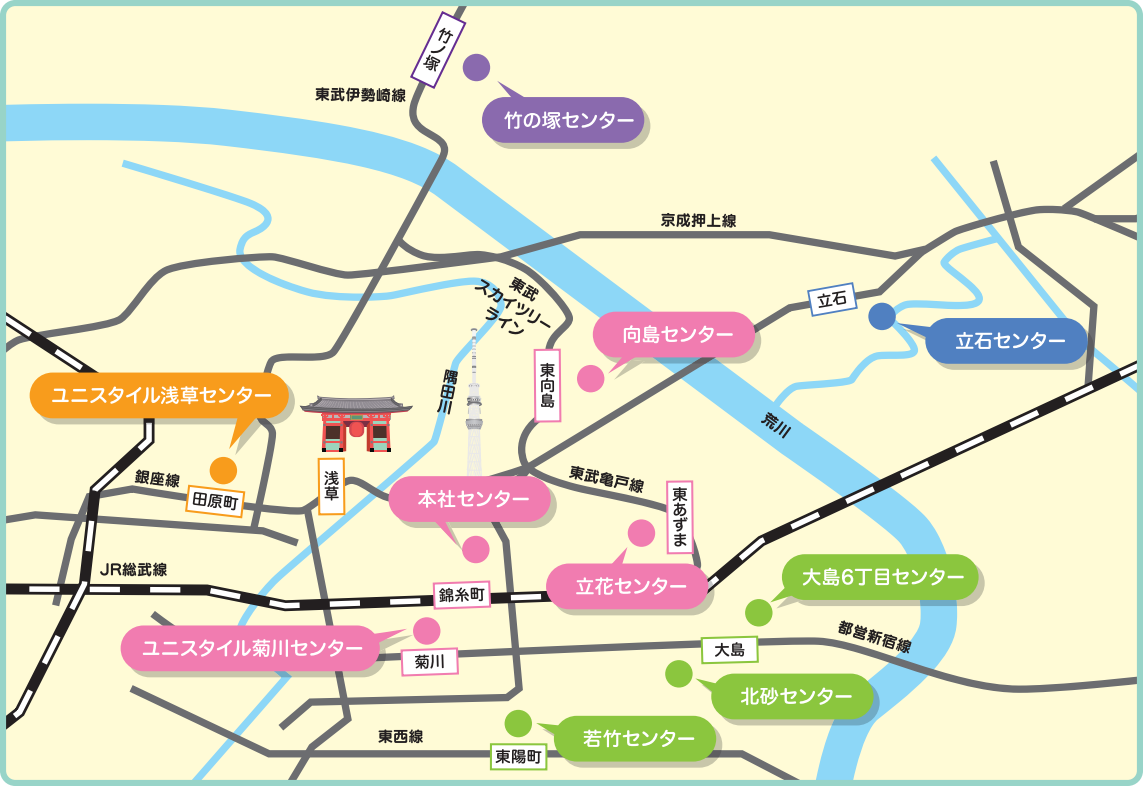 竹ノ塚
東武伊勢崎線
竹の塚センター
京成押上線
東武
スカイツリー
ライン
立石
向島センター
立石センター
東向島
隅田川
ユニスタイル浅草センター
荒川
銀座線
田原町
浅草
東武亀戸線
本社センター
東あずま
JR総武線
立花センター
大島6丁目センター
錦糸町
ユニスタイル菊川センター
菊川
大島
都営新宿線
北砂センター
東西線
若竹センター
東陽町